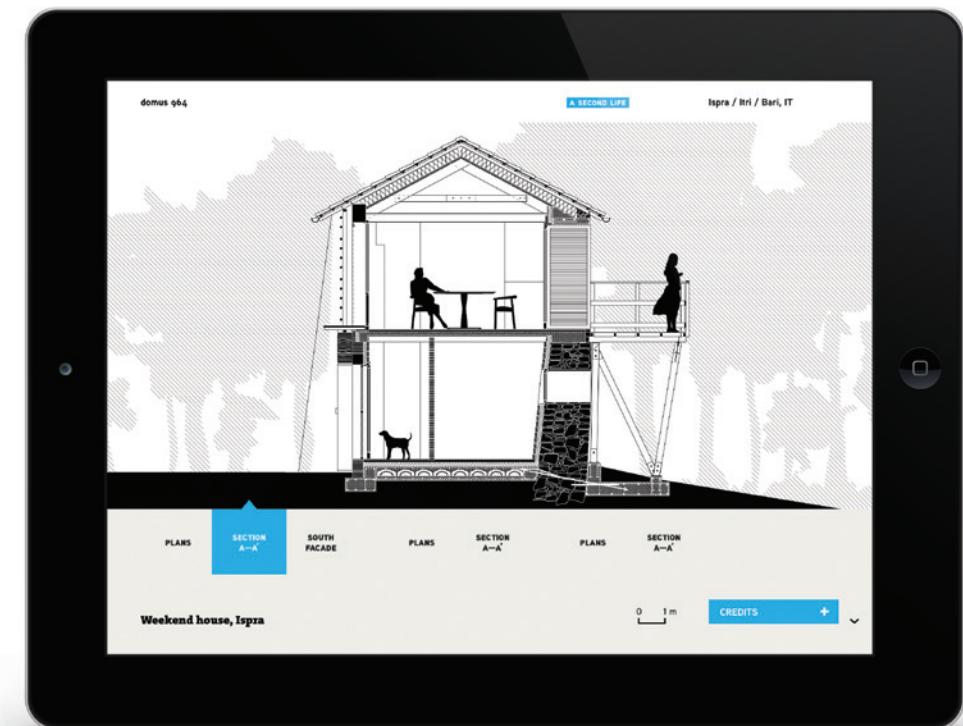 domus 964
A SECOND LIFE
Ispra / Itri / Bari, IT
PLANS
SECTION
A—A'
SOUTH
FACADE
PLANS
SECTION
A—A'
PLANS
SECTION
A—A'
Weekend house, Ispra
0 1 m
CREDITS +